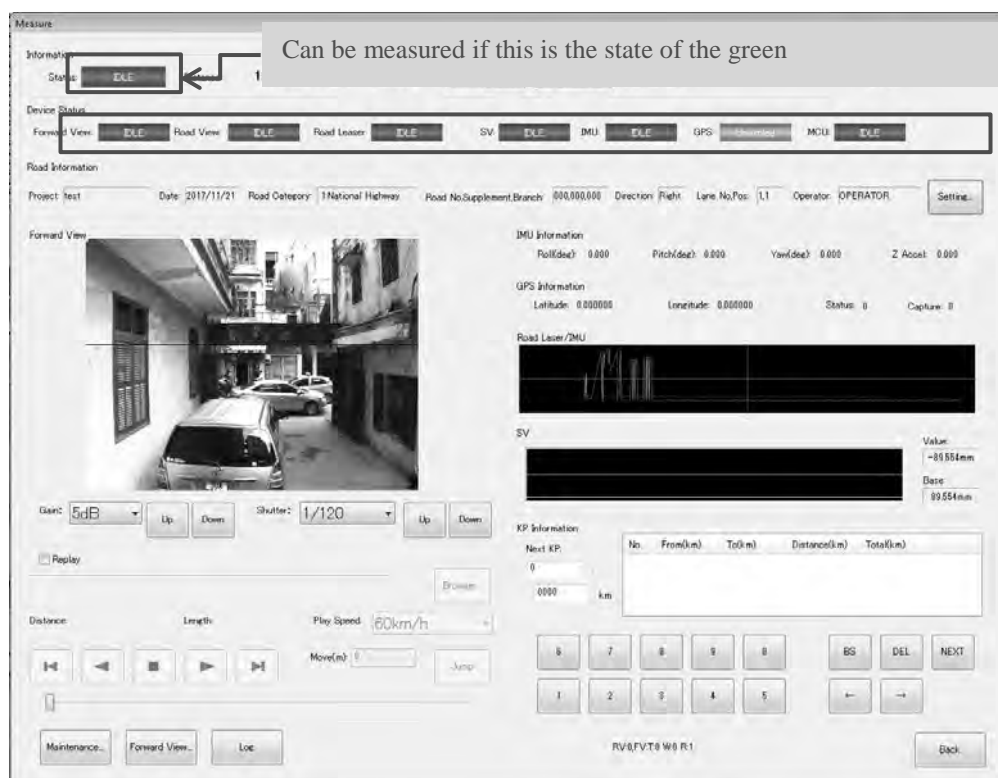 Measure
Can be measured if this is the state of the green
Information
Status: IDLE
Device Status
Forward View: IDLE Road View: IDLE Road Leaser: IDLE SV: IDLE IMU: IDLE GPS: MCU: IDLE
Road Information
Project: test Date: 2017/11/21 Road Category: 1:National Highway Road No.Supplement.Branch: 000,000,000 Direction: Right Lane No,Pos: 1,1 Operator: OPERATOR Setting...
Forward View
IMU Information
Roll(deg): 0.000 Pitch(deg): 0.000 Yaw(deg): 0.000 Z Accel: 0.000
GPS Information
Latitude: 0.000000 Longitude: 0.000000 Status: 0 Capture: 0
Road Laser/IMU
SV
Value:
-89.554mm
Base:
89.554mm
Gain: 5dB Up Down Shutter: 1/120 Up Down
KP Information
Next KP: No. From(km) To(km) Distance(km) Total(km)
0
0000 km
Replay
Browse...
Distance: Length: Play Speed: 60km/h
Move(m): 0 Jump
6 7 8 9 0 BS DEL NEXT
1 2 3 4 5 ← →
Maintenance... Forward View... Log
RV:0,FV:T:0 W:0 R:1
Back